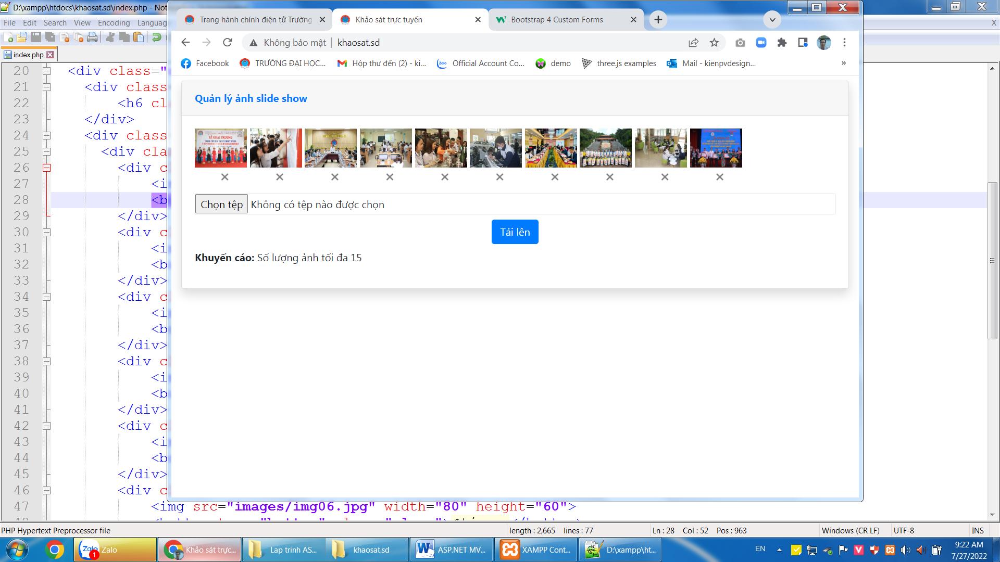 D:\xampp\htdocs\khaosat.sd\index.php - Not
File Edit Search View Encoding Languag
X
index.php
Trang hành chính điện tử Trường
Khảo sát trực tuyến
Bootstrap 4 Custom Forms
Không bảo mật | khaosat.sd
Facebook
TRƯỜNG ĐẠI HỌC...
Hộp thư đến (2) - ki...
Official Account Co...
demo
three.js examples
Mail - kienpvdesign...
»
Quản lý ảnh slide show
LỄ KHAI TRƯƠNG
Chọn tệp Không có tệp nào được chọn
Tải lên
Khuyến cáo: Số lượng ảnh tối đa 15
20 <div class="
21 <div class
22 <h6 cl
23 </div>
24 <div class
25 <div cla
26 <div c
27 <i
28 <b
29 </div>
30 <div c
31 <i
32 <b
33 </div>
34 <div c
35 <i
36 <b
37 </div>
38 <div c
39 <i
40 <b
41 </div>
42 <div c
43 <i
44 <b
45 </div>
46 <div c
47 <img src="images/img06.jpg" width="80" height="60">
PHP Hypertext Preprocessor file
length : 2,665 lines : 77
Ln : 28 Col : 52 Pos : 963
Windows (CR LF)
UTF-8
INS
Zalo 1 Zalo
Khảo sát trực...
Lap trinh AS...
khaosat.sd
ASP.NET MV...
XAMPP Cont...
D:\xampp\ht...
EN
9:22 AM
7/27/2022